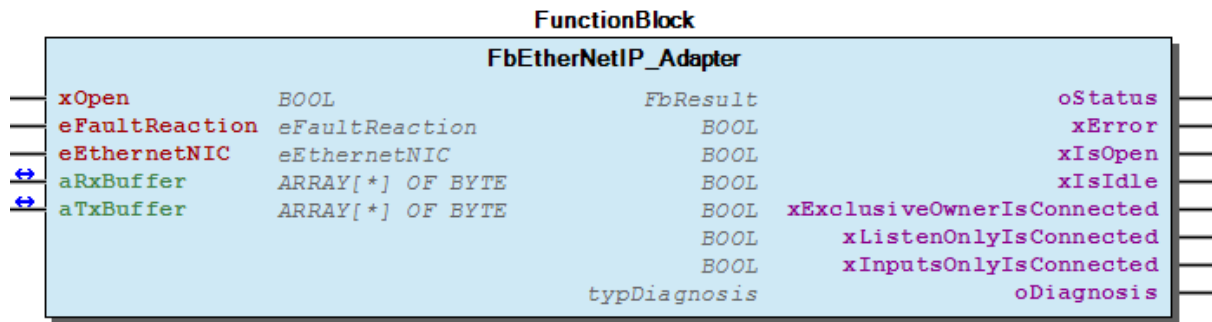 FunctionBlock
FbEtherNetIP_Adapter
xOpen BOOL FbResult oStatus
eFaultReaction eFaultReaction BOOL xError
eEthernetNIC eEthernetNIC BOOL xIsOpen
aRxBuffer ARRAY[*] OF BYTE BOOL xIsIdle
aTxBuffer ARRAY[*] OF BYTE BOOL xExclusiveOwnerIsConnected
BOOL xListenOnlyIsConnected
BOOL xInputsOnlyIsConnected
typDiagnosis oDiagnosis